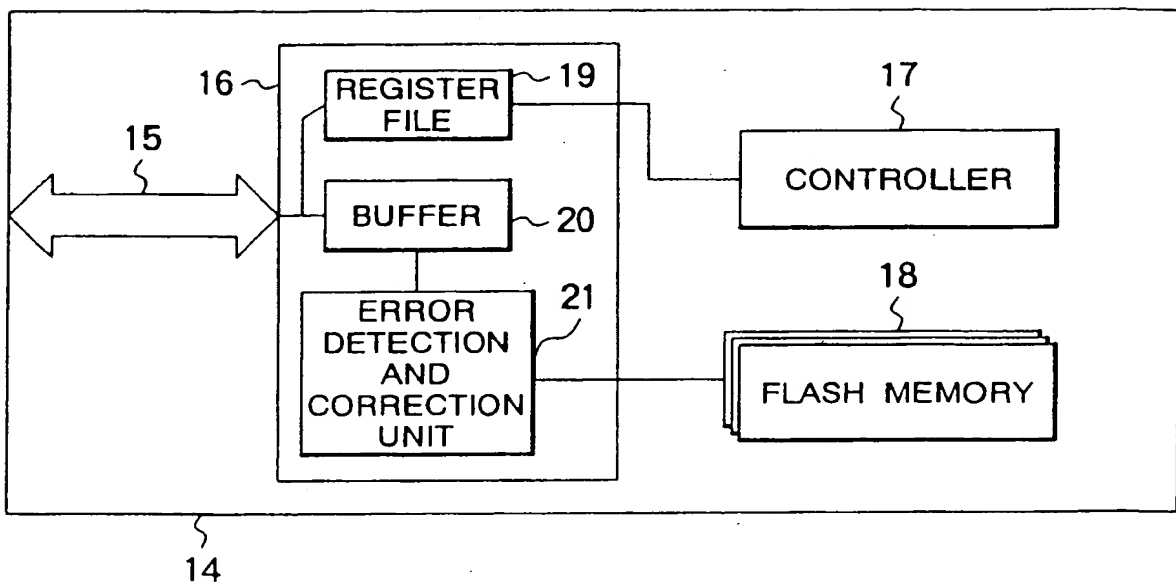 16
REGISTER
FILE
19
17
CONTROLLER
15
BUFFER
20
18
ERROR
DETECTION
AND
CORRECTION
UNIT
21
FLASH MEMORY
14